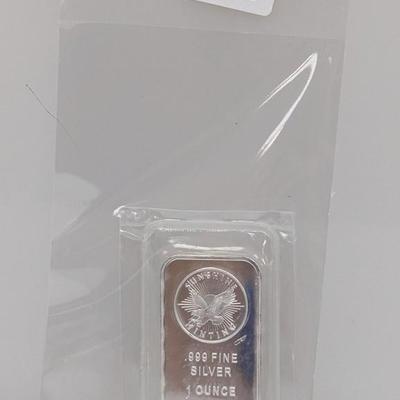 SUNSHINE
MINTING
.999 FINE
SILVER
1 OUNCE